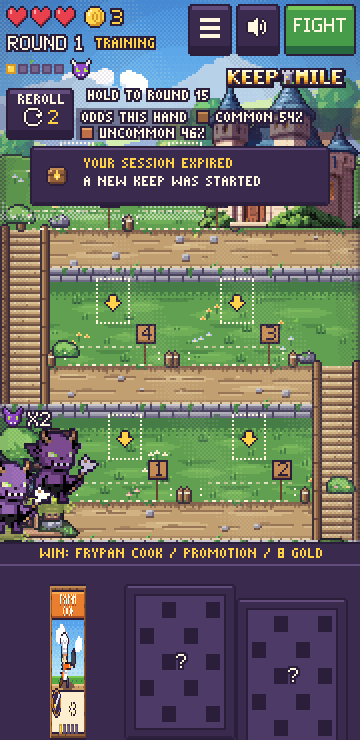 3
FIGHT
ROUND 1 TRAINING
KEEP MILE
HOLD TO ROUND 15
REROLL
2
ODDS THIS HAND COMMON 54%
UNCOMMON 46%
YOUR SESSION EXPIRED
A NEW KEEP WAS STARTED
4
3
X2
1
2
WIN: FRYPAN COOK / PROMOTION / 8 GOLD
COOK
?
?